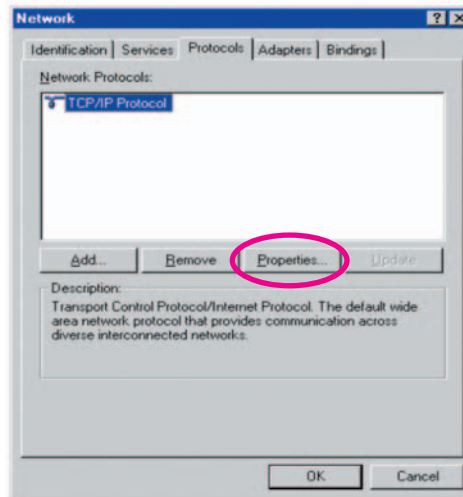 Network
Identification Services Protocols Adapters Bindings
Network Protocols:
TCP/IP Protocol
Add... Remove Properties... Update...
Description:
Transport Control Protocol/Internet Protocol. The default wide
area network protocol that provides communication across
diverse interconnected networks.
OK Cancel